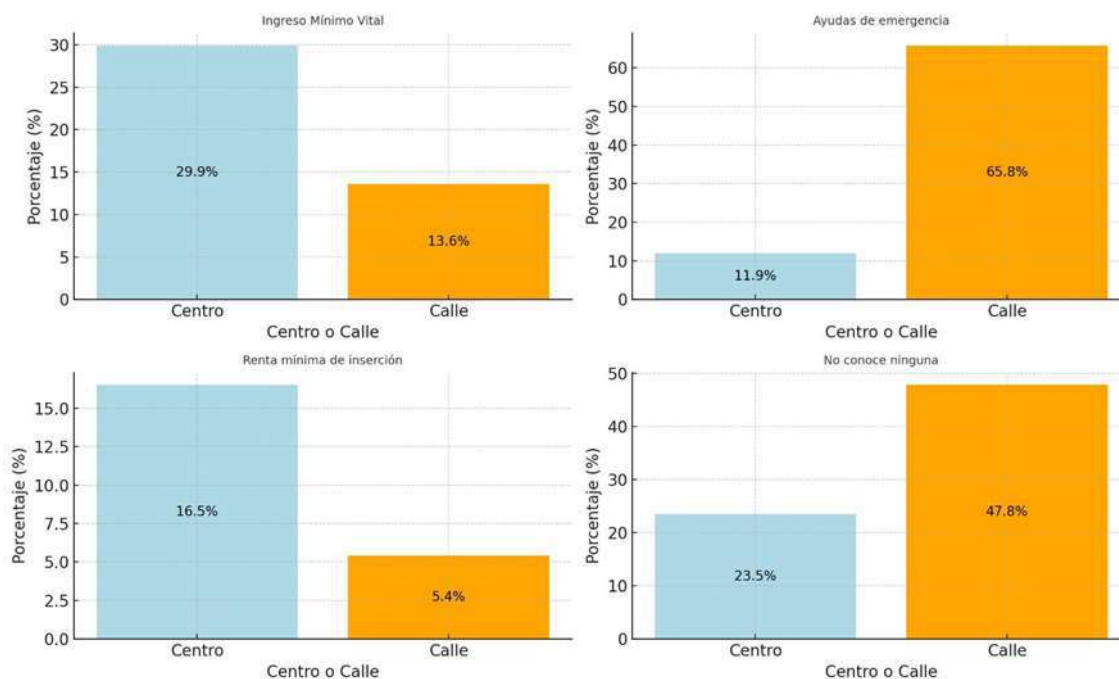 Ingreso Mínimo Vital
Porcentaje (%)
30
25
20
15
10
5
0
29.9%
13.6%
Centro
Calle
Centro o Calle
Ayudas de emergencia
Porcentaje (%)
60
50
40
30
20
10
0
11.9%
65.8%
Centro
Calle
Centro o Calle
Renta mínima de inserción
Porcentaje (%)
15.0
12.5
10.0
7.5
5.0
2.5
0.0
16.5%
5.4%
Centro
Calle
Centro o Calle
No conoce ninguna
Porcentaje (%)
50
40
30
20
10
0
23.5%
47.8%
Centro
Calle
Centro o Calle